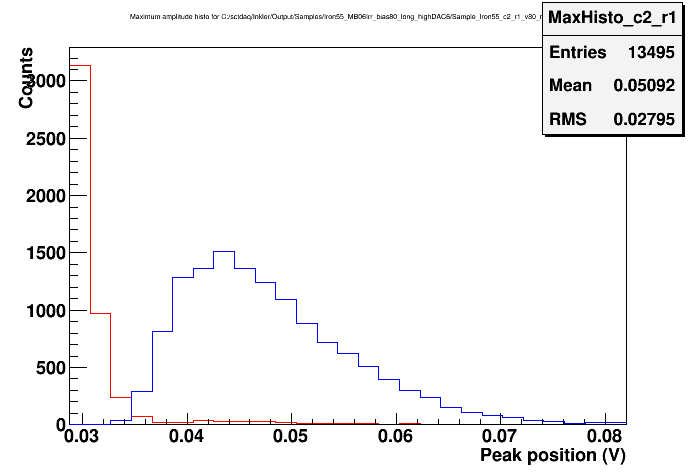 Maximum amplitude histo for C:/sctdaq/Inkler/Output/Samples/Iron55_MB06Irr_bias80_long_highDAC6/Sample_Iron55_c2_r1_v80_
MaxHisto_c2_r1
Entries 13495
Mean 0.05092
RMS 0.02795
Counts
3000
2500
2000
1500
1000
500
0
0.03 0.04 0.05 0.06 0.07 0.08
Peak position (V)